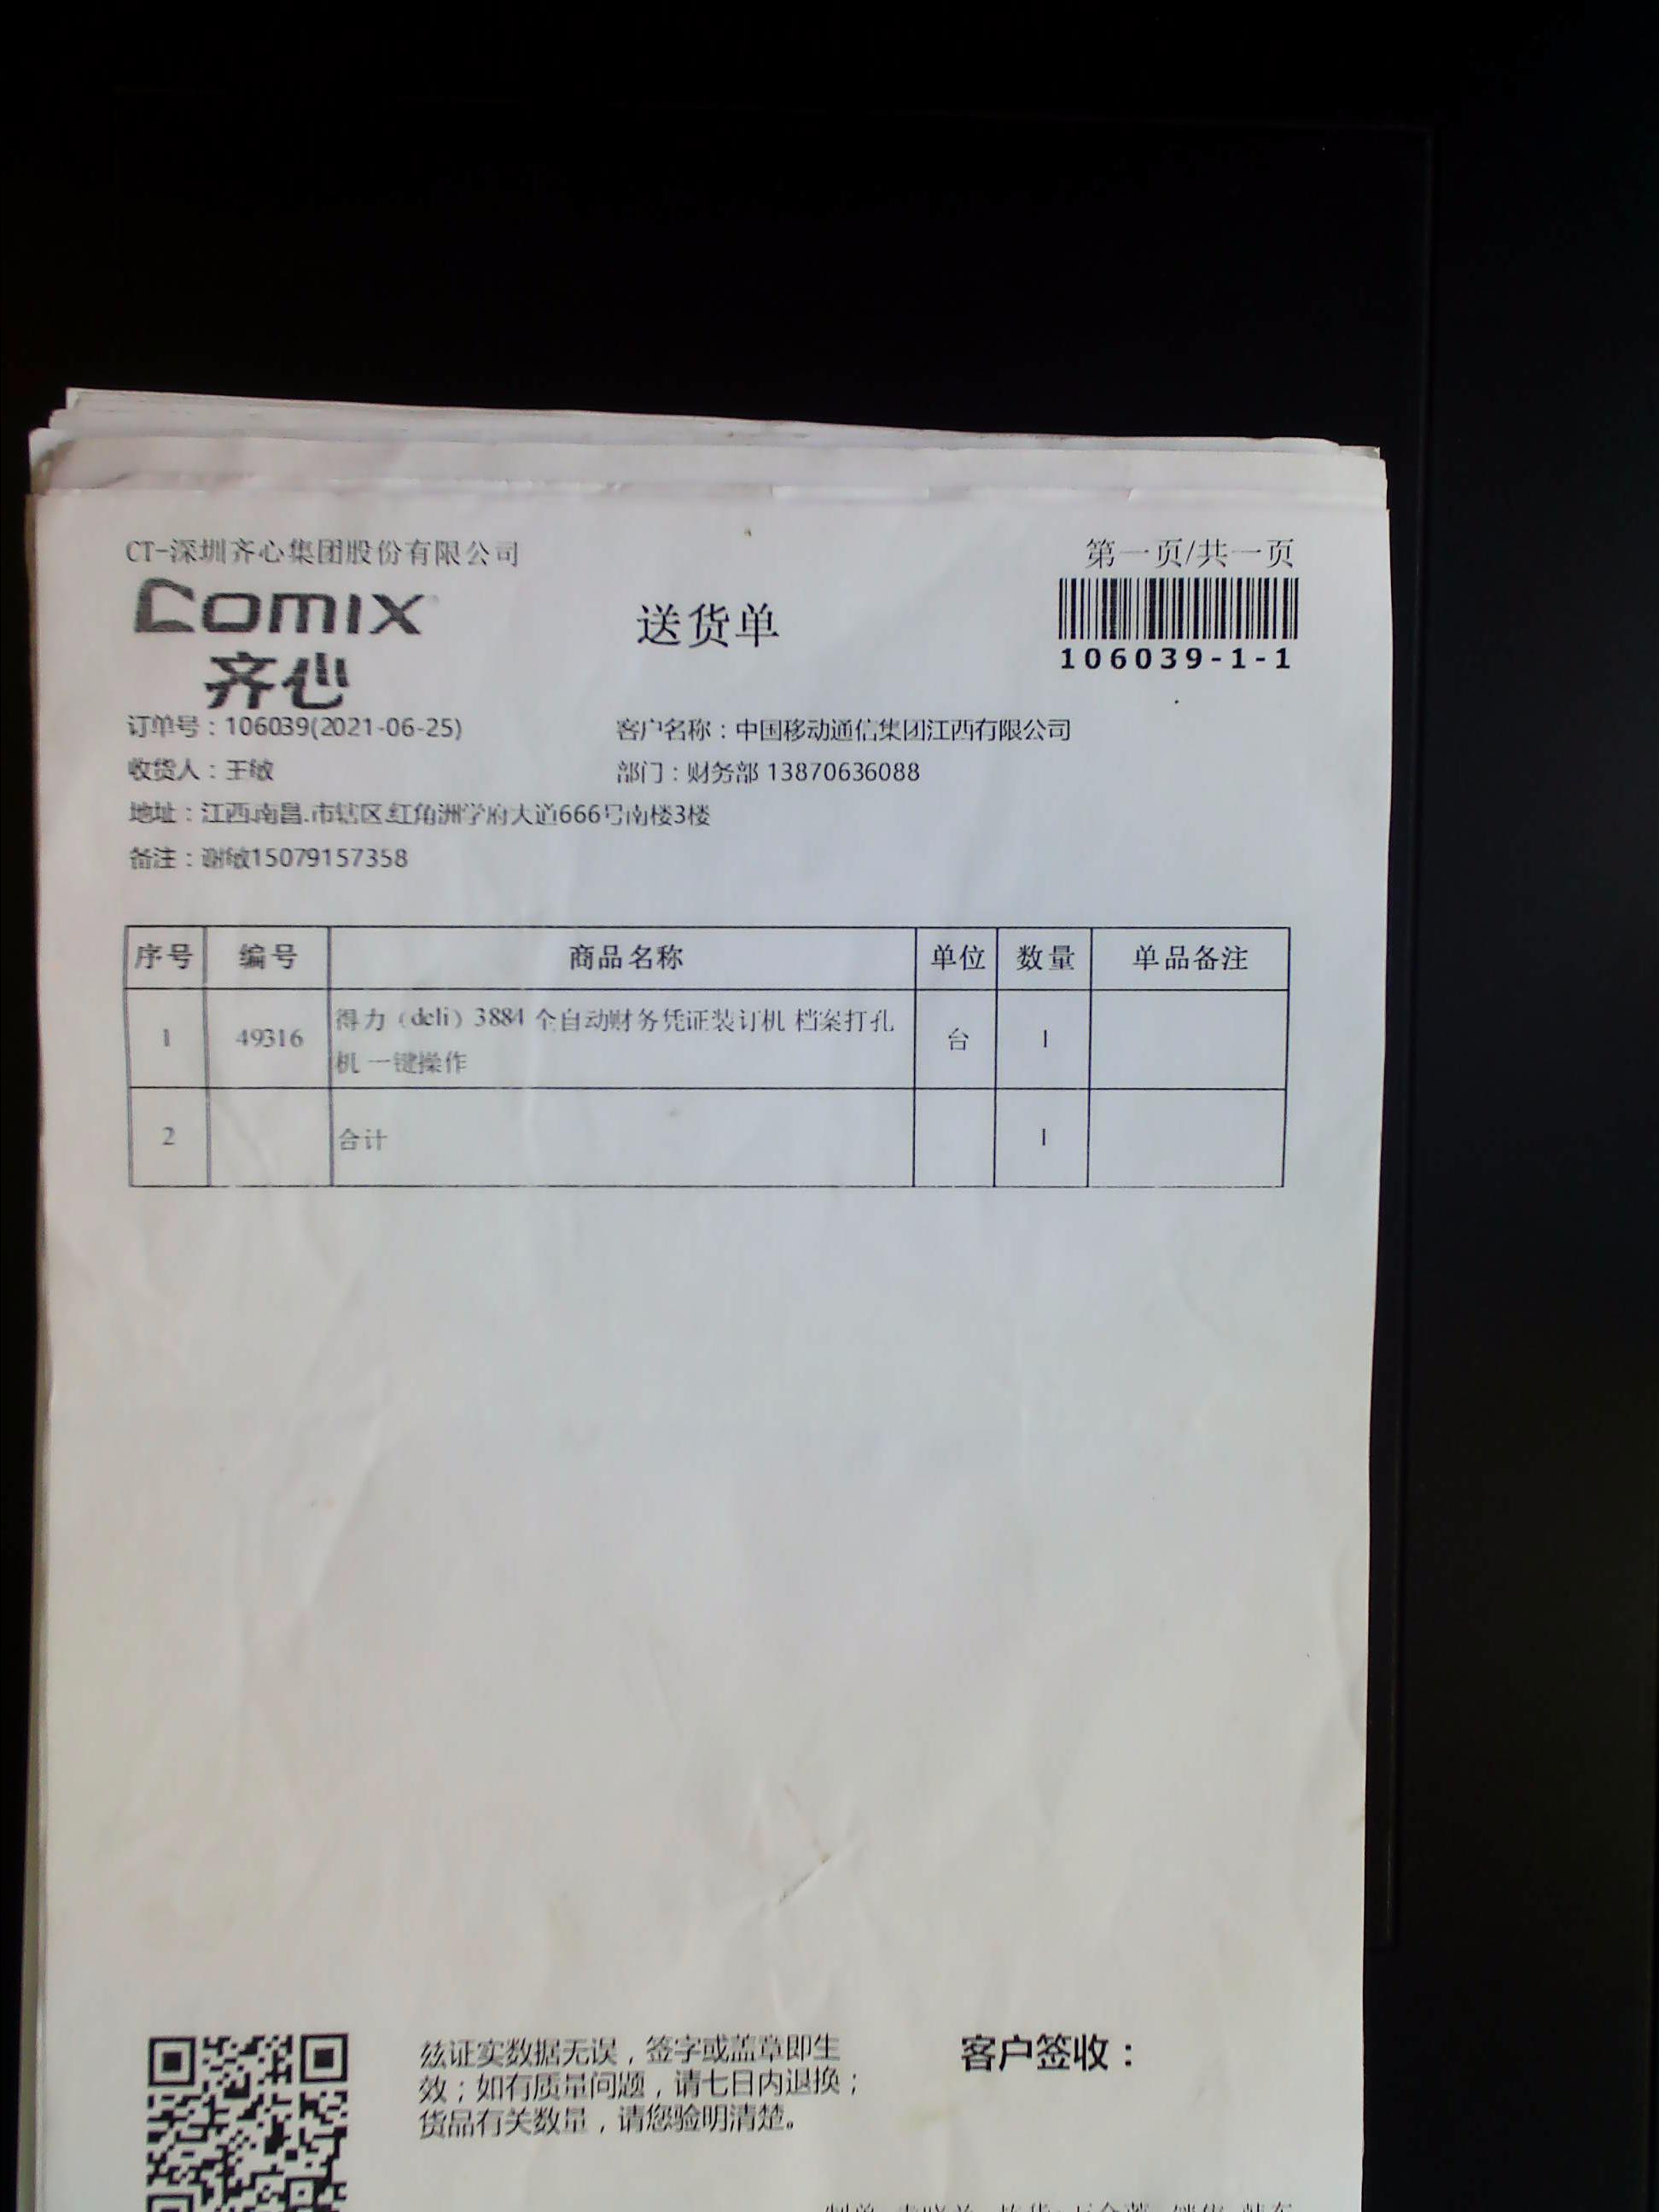 CT-深圳齐心集团股份有限公司
第一页/共一页
Comix
齐心
送货单
106039-1-1
订单号：106039(2021-06-25)
客户名称：中国移动通信集团江西有限公司
收货人：王敏
部门：财务部 13870636088
地址：江西.南昌.市辖区.红角洲学府大道666号南楼3楼
备注：谢敏15079157358
序号 编号 商品名称 单位 数量 单品备注
1 49316 得力（deli）3884 全自动财务凭证装订机 档案打孔
机 一键操作 台 1
2 合计 1
兹证实数据无误，签字或盖章即生
效；如有质量问题，请七日内退换；
货品有关数量，请您验明清楚。
客户签收：